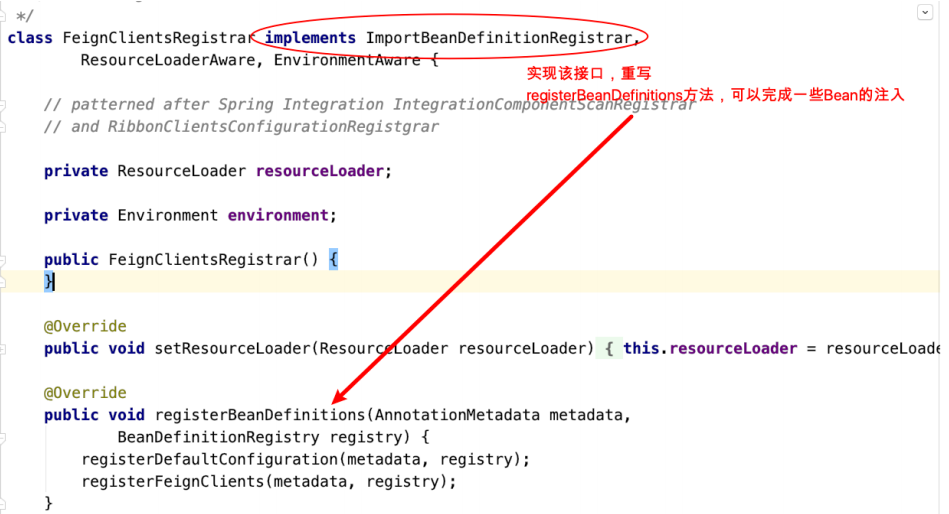 */
class FeignClientsRegistrar implements ImportBeanDefinitionRegistrar,
ResourceLoaderAware, EnvironmentAware {
实现该接口，重写
registerBeanDefinitions方法，可以完成一些Bean的注入
// patterned after Spring Integration IntegrationComponentScanRegistrar
// and RibbonClientsConfigurationRegistgrar
private ResourceLoader resourceLoader;
private Environment environment;
public FeignClientsRegistrar() {
}
@Override
public void setResourceLoader(ResourceLoader resourceLoader) { this.resourceLoader = resourceLoade
@Override
public void registerBeanDefinitions(AnnotationMetadata metadata,
BeanDefinitionRegistry registry) {
registerDefaultConfiguration(metadata, registry);
registerFeignClients(metadata, registry);
}